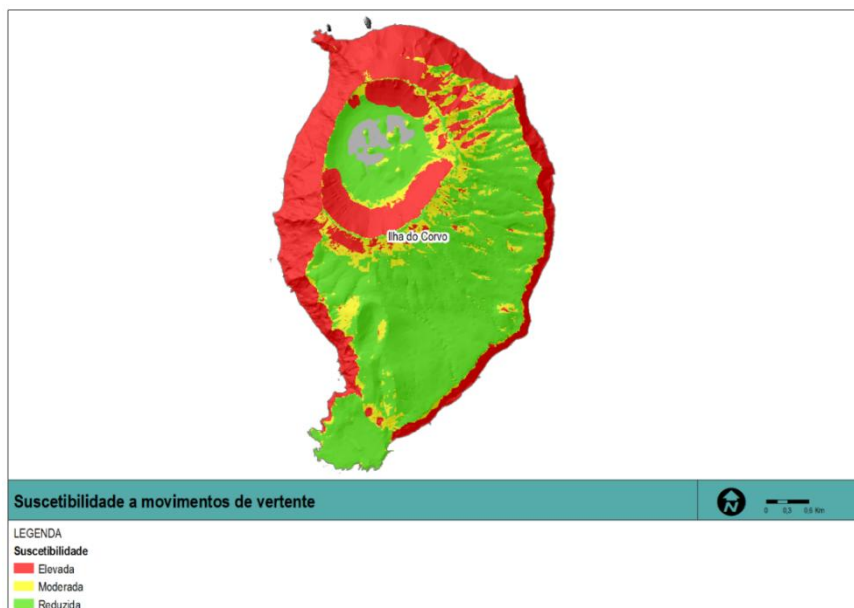 Ilha do Corvo
Suscetibilidade a movimentos de vertente
N
0 0,3 0,6 Km
LEGENDA
Suscetibilidade
Elevada
Moderada
Reduzida